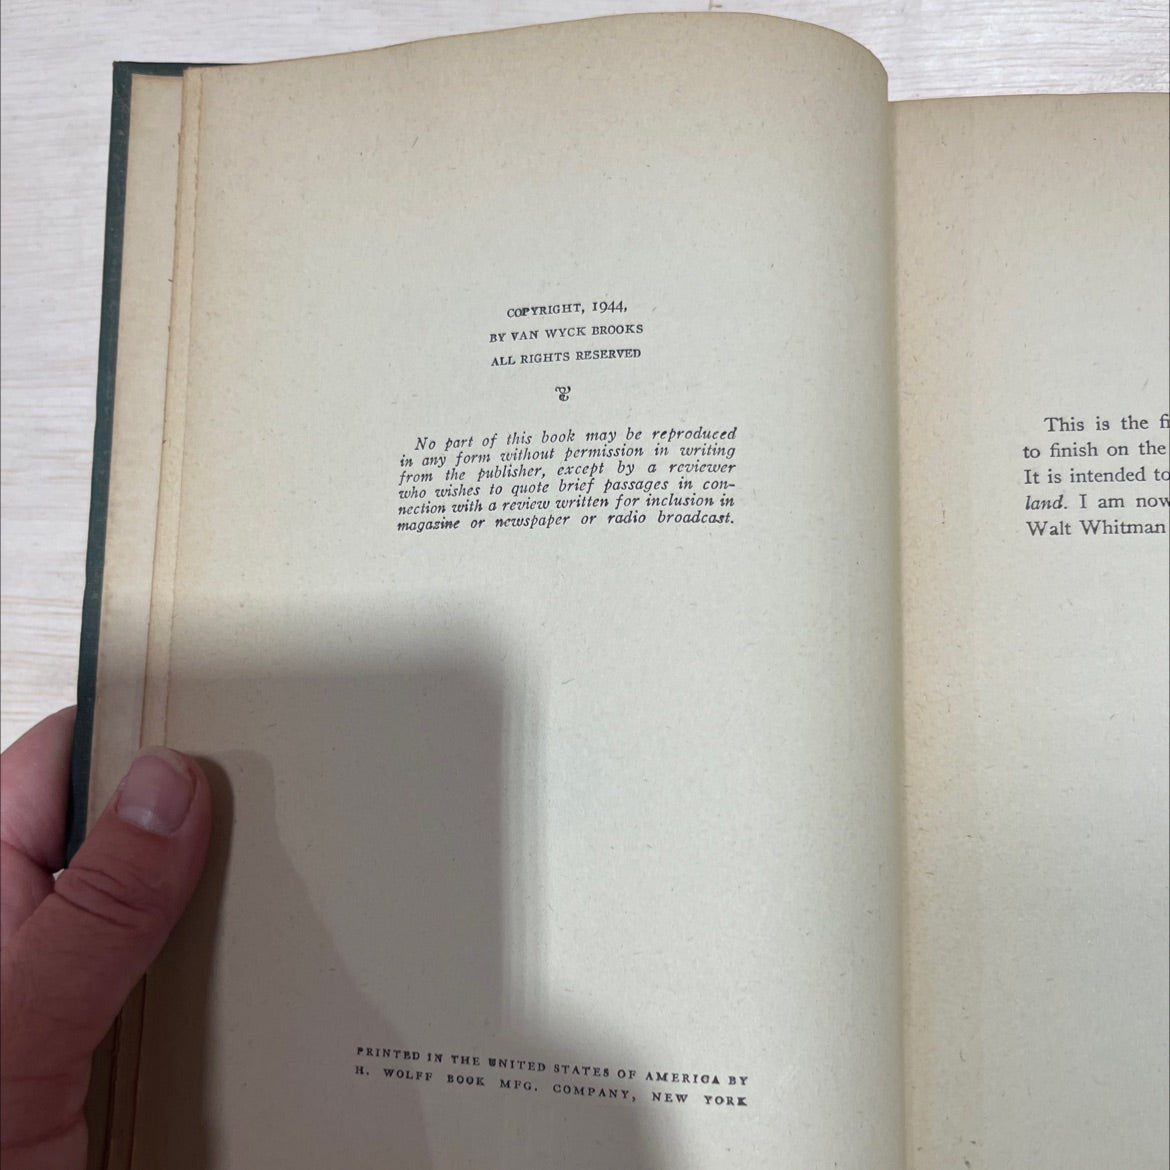 COPYRIGHT, 1944,
BY VAN WYCK BROOKS
ALL RIGHTS RESERVED
No part of this book may be reproduced
in any form without permission in writing
from the publisher, except by a reviewer
who wishes to quote brief passages in con-
nection with a review written for inclusion in
magazine or newspaper or radio broadcast.
PRINTED IN THE UNITED STATES OF AMERICA BY
H. WOLFF BOOK MFG. COMPANY, NEW YORK
This is the
to finish on the
It is intended to
land. I am now
Walt Whitman